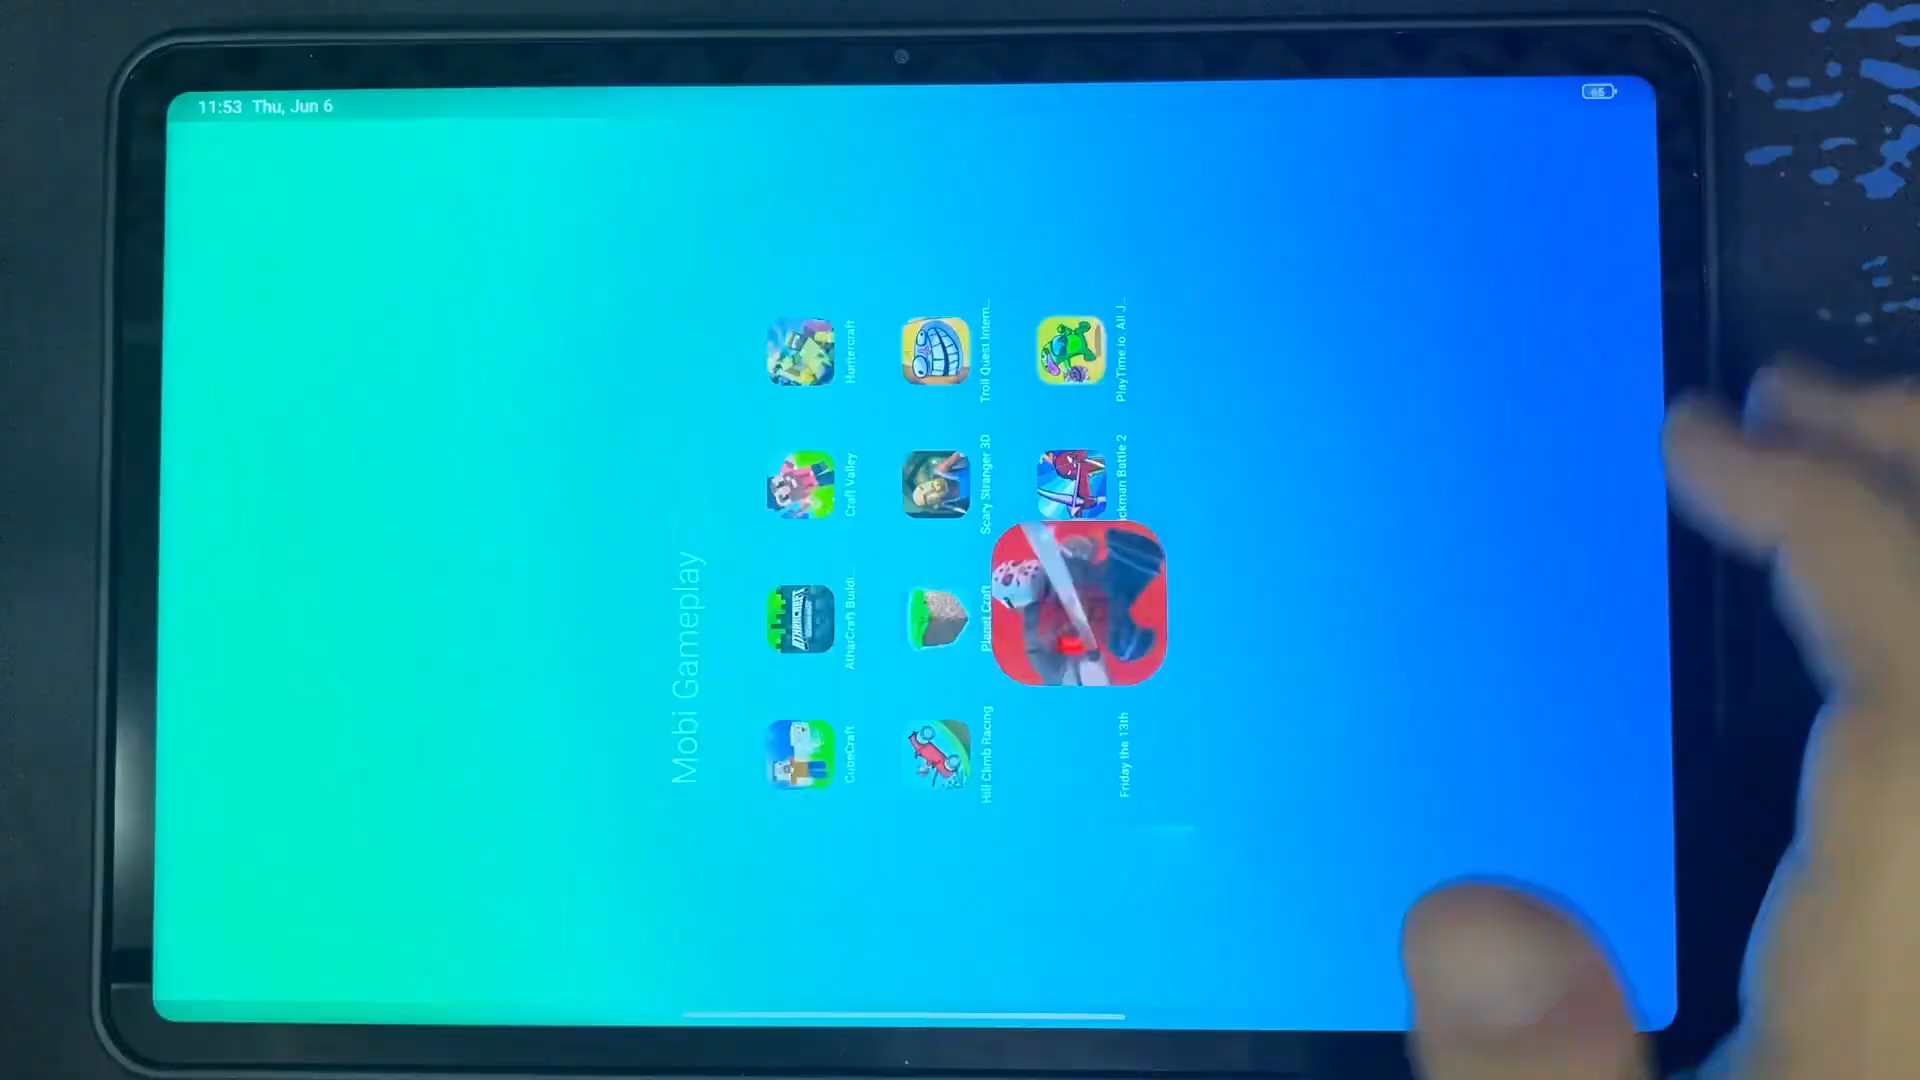 11:53 Thu, Jun 6
65
Mobi Gameplay
CubeCraft
AtharCraft Buildi...
Craft Valley
Huntercraft
Hill Climb Racing
Planet Craft
Scary Stranger 3D
Troll Quest Intern...
Friday the 13th
ckman Battle 2
PlayTime.io. All J...